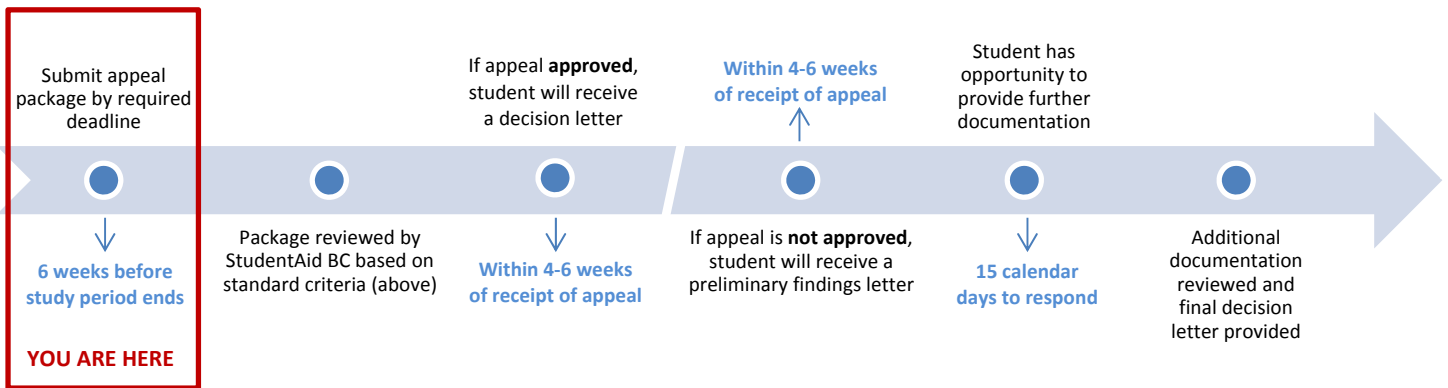 Submit appeal
package by required
deadline
6 weeks before
study period ends
YOU ARE HERE
Package reviewed by
StudentAid BC based on
standard criteria (above)
If appeal approved,
student will receive
a decision letter
Within 4-6 weeks
of receipt of appeal
Within 4-6 weeks
of receipt of appeal
If appeal is not approved,
student will receive a
preliminary findings letter
Student has
opportunity to
provide further
documentation
15 calendar
days to respond
Additional
documentation
reviewed and
final decision
letter provided